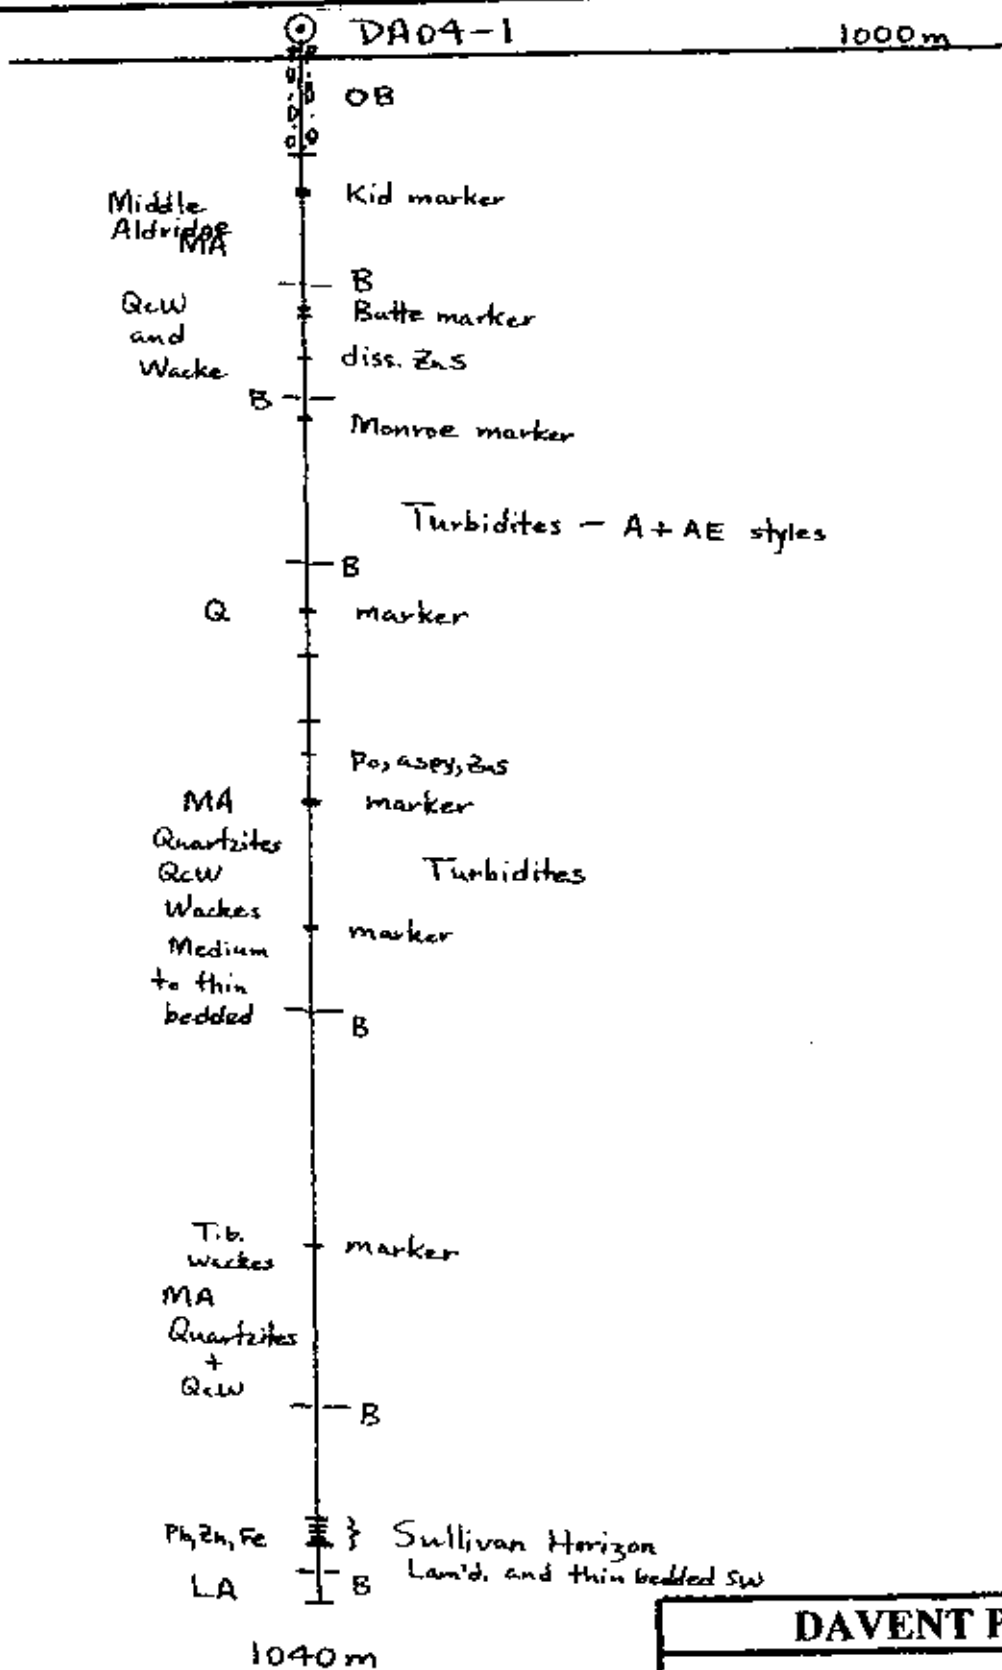 DA04-1 1000m
OB
Kid marker
Middle
Aldridge
MA
B
QcW
and
Wacke
Butte marker
diss. ZnS
B
Monroe marker
Turbidites - A + AE styles
B
Q marker
Po, aspy, ZnS
MA marker
Quartzites
QcW
Wackes
Medium
to thin
bedded
Turbidites
marker
B
T.b.
wackes
marker
MA
Quartzites
+
QcW
B
Pb, Zn, Fe } Sullivan Horizon
Lam'd. and thin bedded SW
LA B
1040m
DAVENT P